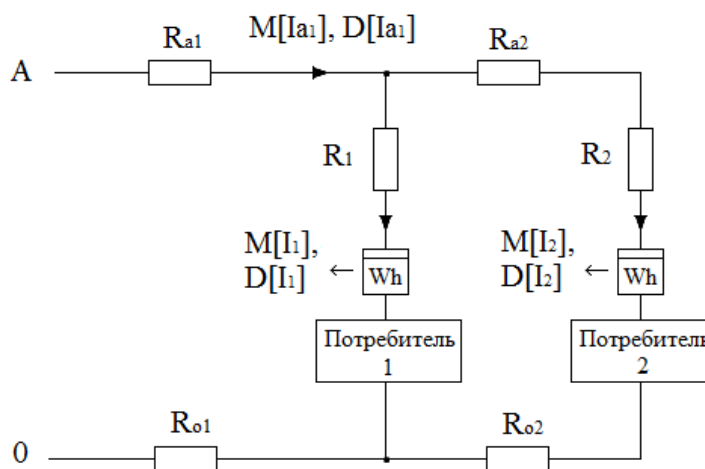 M[Ia1], D[Ia1]
Ra1
Ra2
A
R1
R2
M[I1],
D[I1]
Wh
M[I2],
D[I2]
Wh
Потребитель
1
Потребитель
2
Ro1
Ro2
0